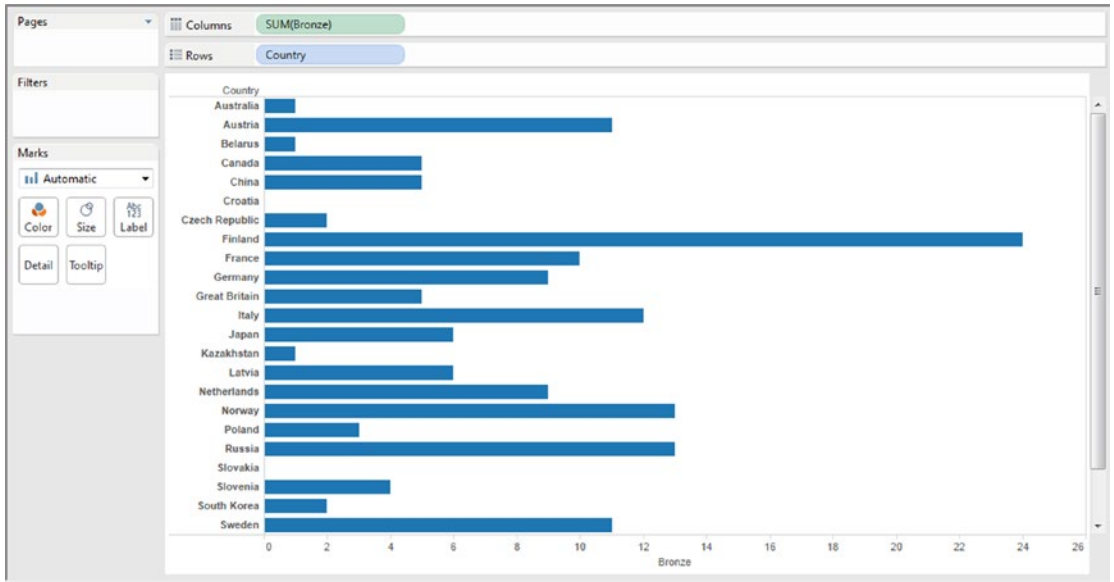 Pages
Columns
SUM(Bronze)
Rows
Country
Filters
Marks
Automatic
Color
Size
Abc
123
Label
Detail
Tooltip
Country
Australia
Austria
Belarus
Canada
China
Croatia
Czech Republic
Finland
France
Germany
Great Britain
Italy
Japan
Kazakhstan
Latvia
Netherlands
Norway
Poland
Russia
Slovakia
Slovenia
South Korea
Sweden
0 2 4 6 8 10 12 14 16 18 20 22 24 26
Bronze